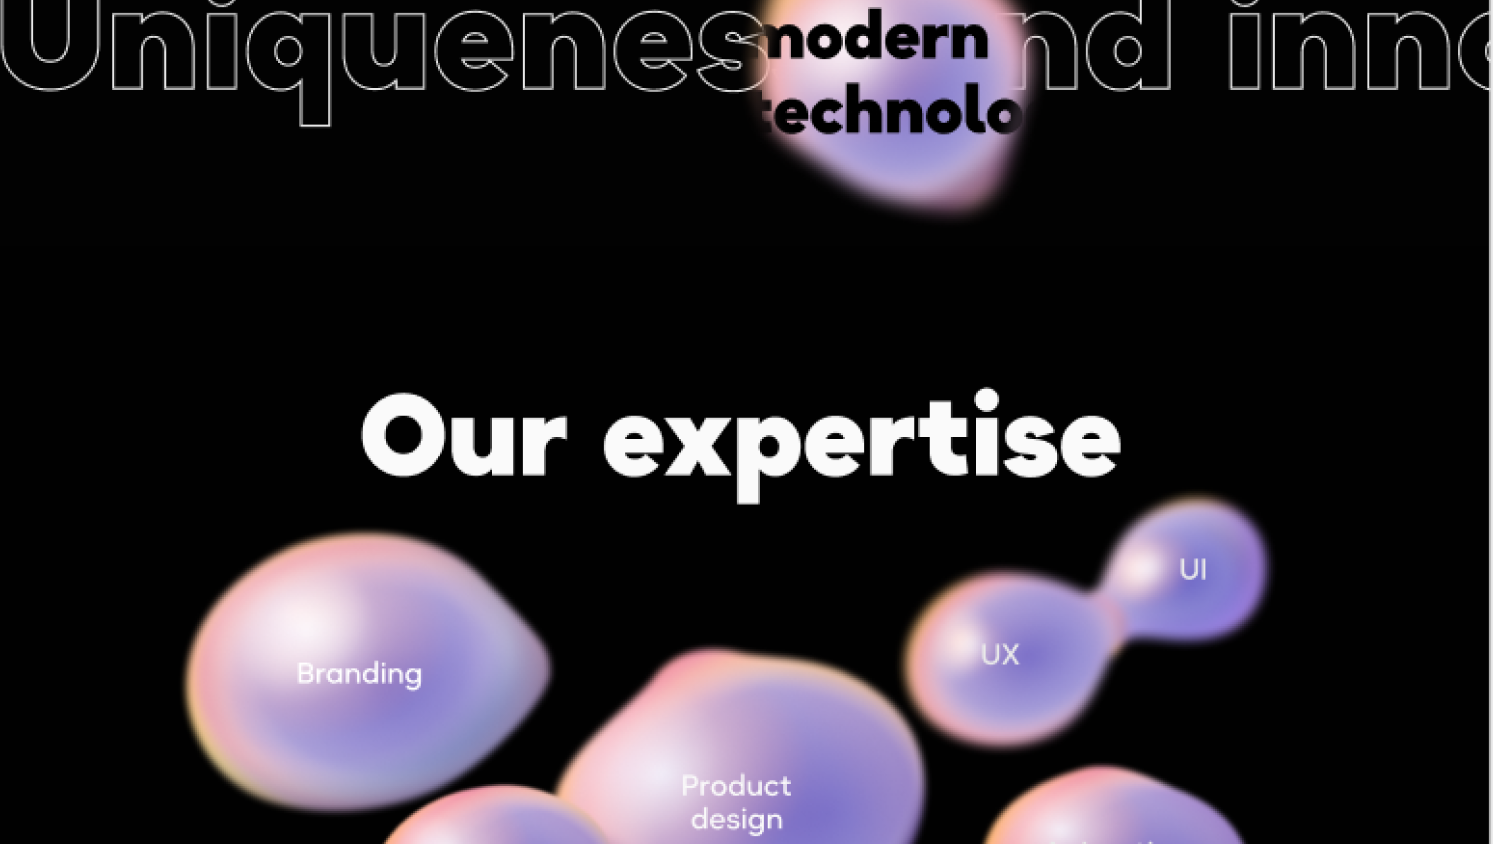 Uniquenes nd inno
modern
technolo
Our expertise
UI
UX
Branding
Product
design